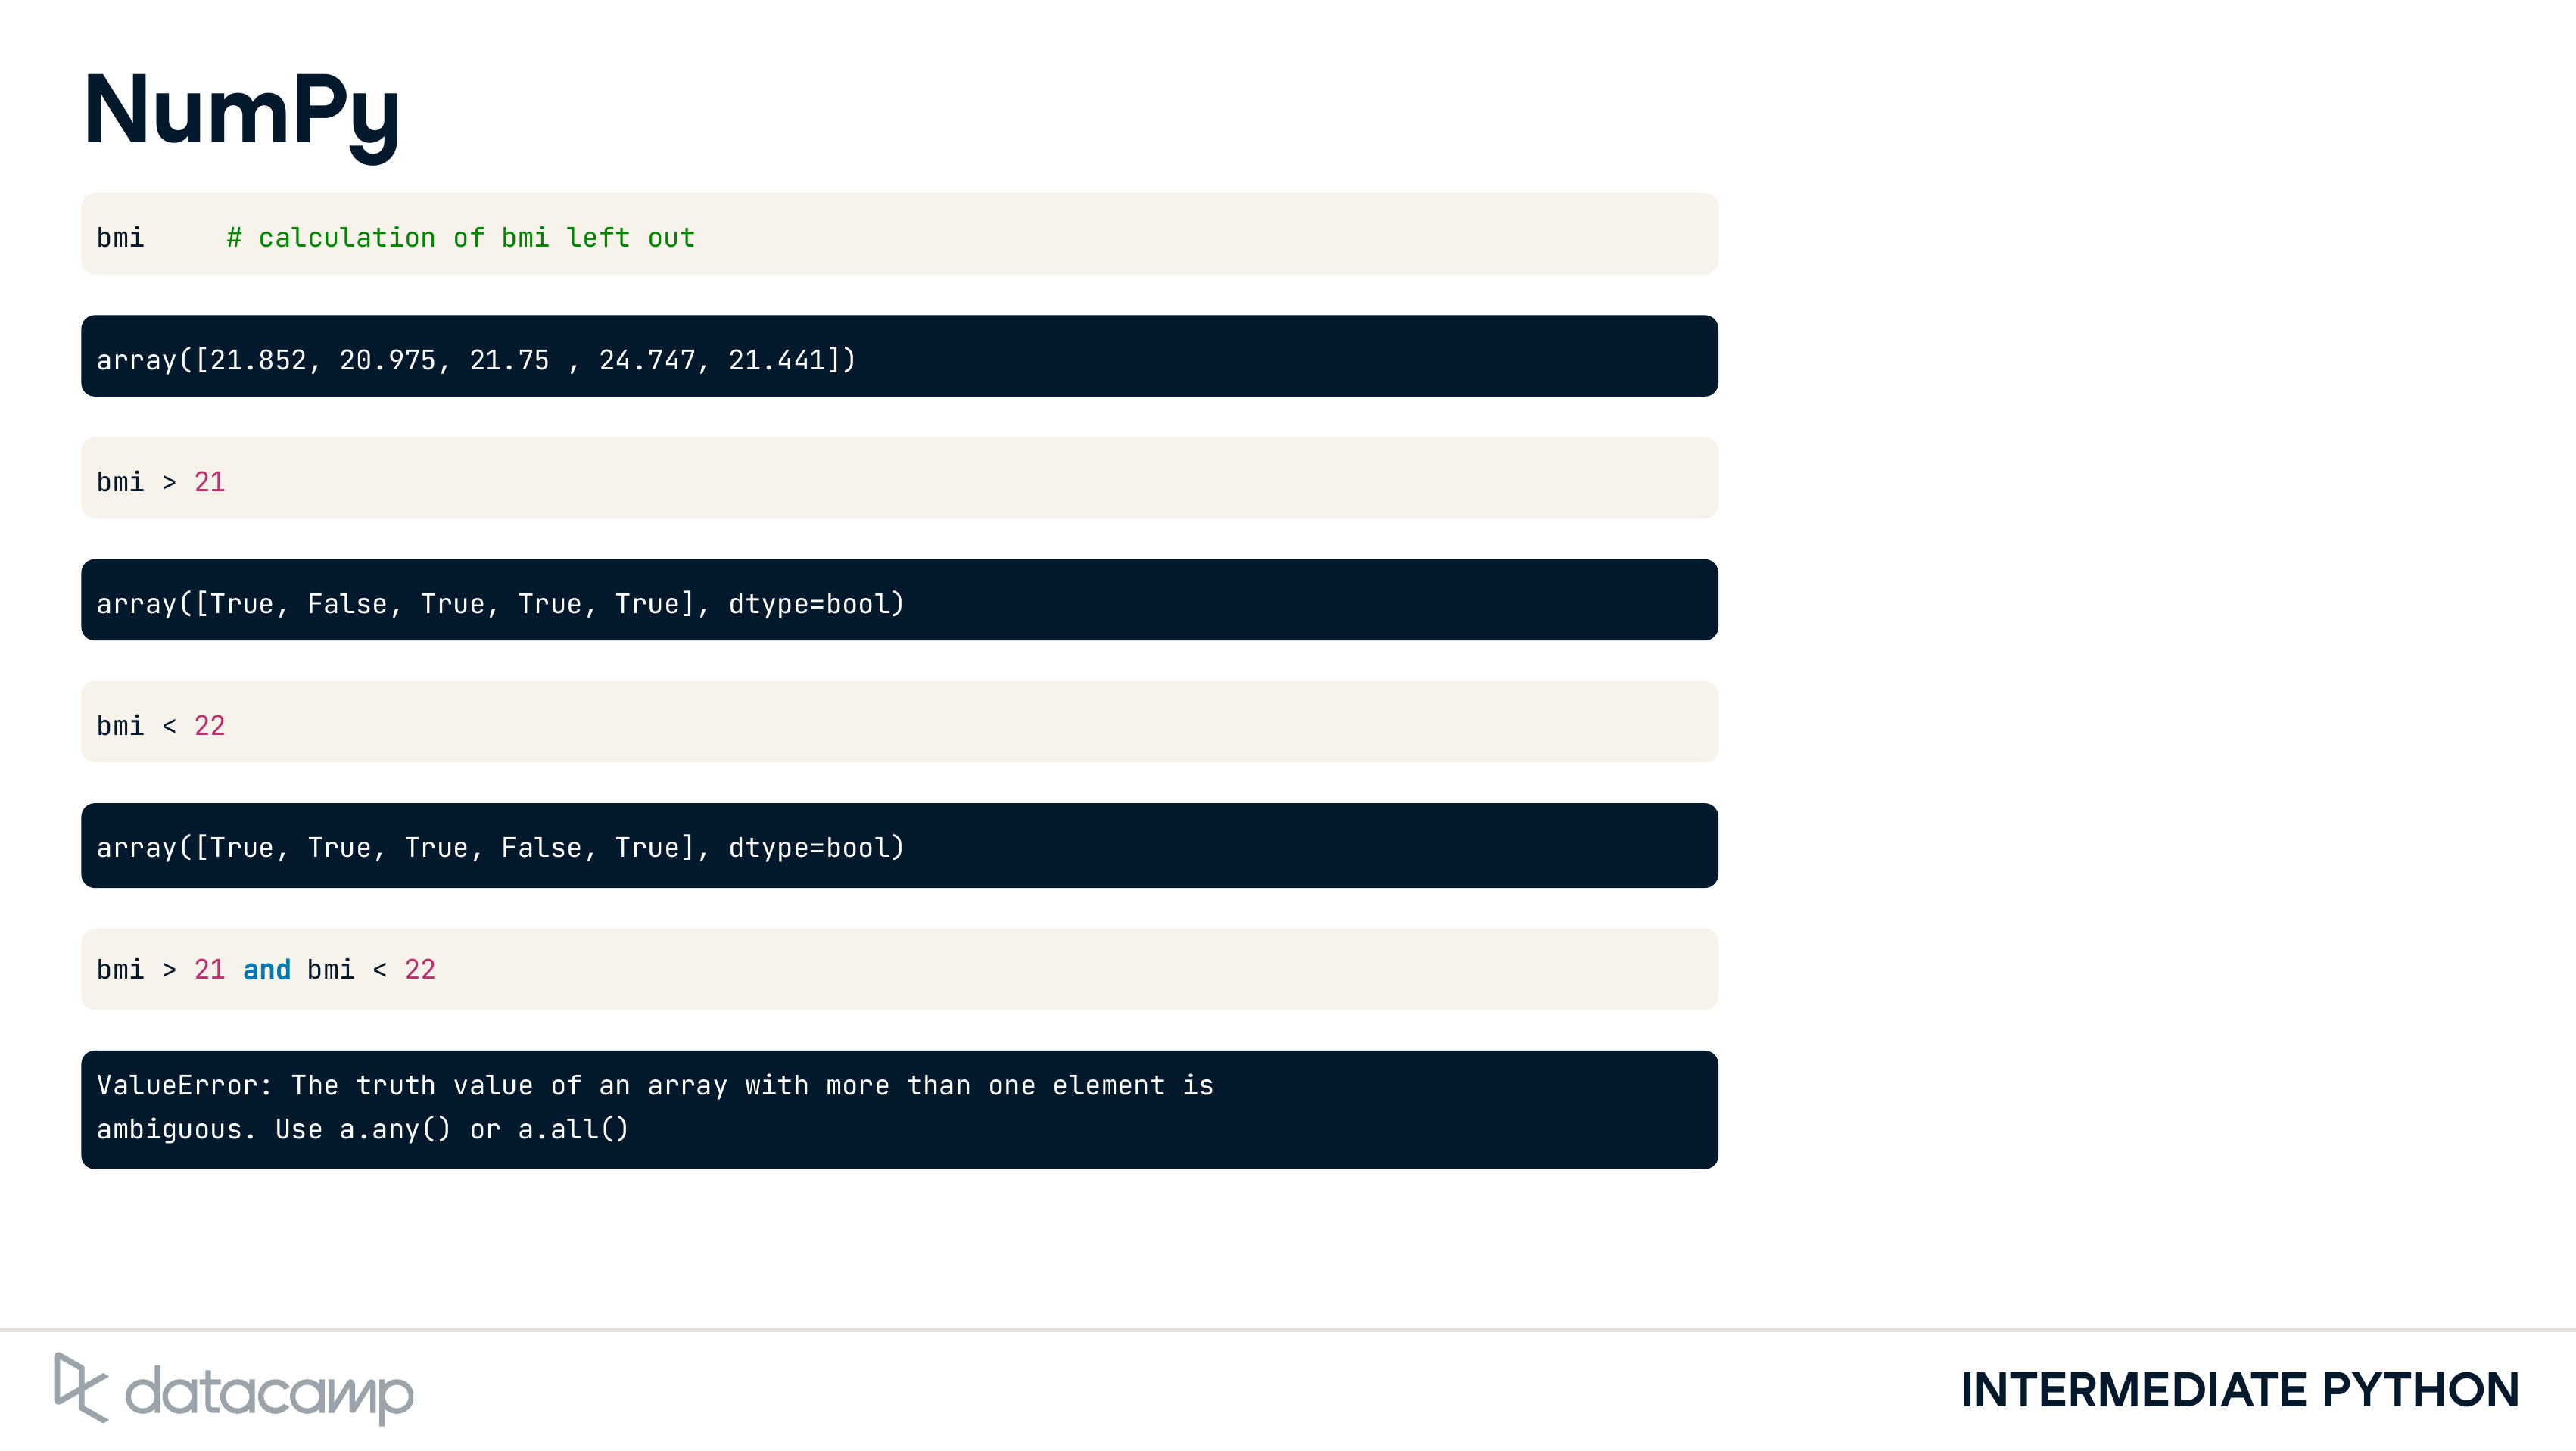 NumPy
bmi     # calculation of bmi left out
array([21.852, 20.975, 21.75 , 24.747, 21.441])
bmi > 21
array([True, False, True, True, True], dtype=bool)
bmi < 22
array([True, True, True, False, True], dtype=bool)
bmi > 21 and bmi < 22
ValueError: The truth value of an array with more than one element is
ambiguous. Use a.any() or a.all()
datacamp
INTERMEDIATE PYTHON